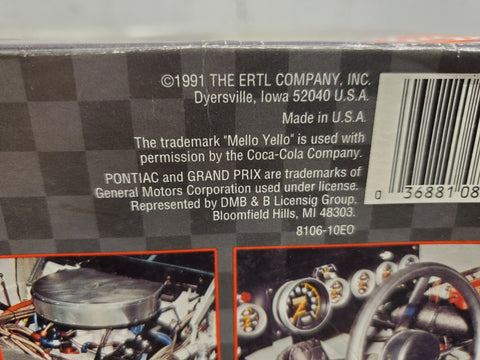 ©1991 THE ERTL COMPANY, INC.
Dyersville, Iowa 52040 U.S.A.
Made in U.S.A.
The trademark "Mello Yello" is used with
permission by the Coca-Cola Company.
PONTIAC and GRAND PRIX are trademarks of
General Motors Corporation used under license.
Represented by DMB & B Licensig Group,
Bloomfield Hills, MI 48303.
8106-10EO
0 36881 08